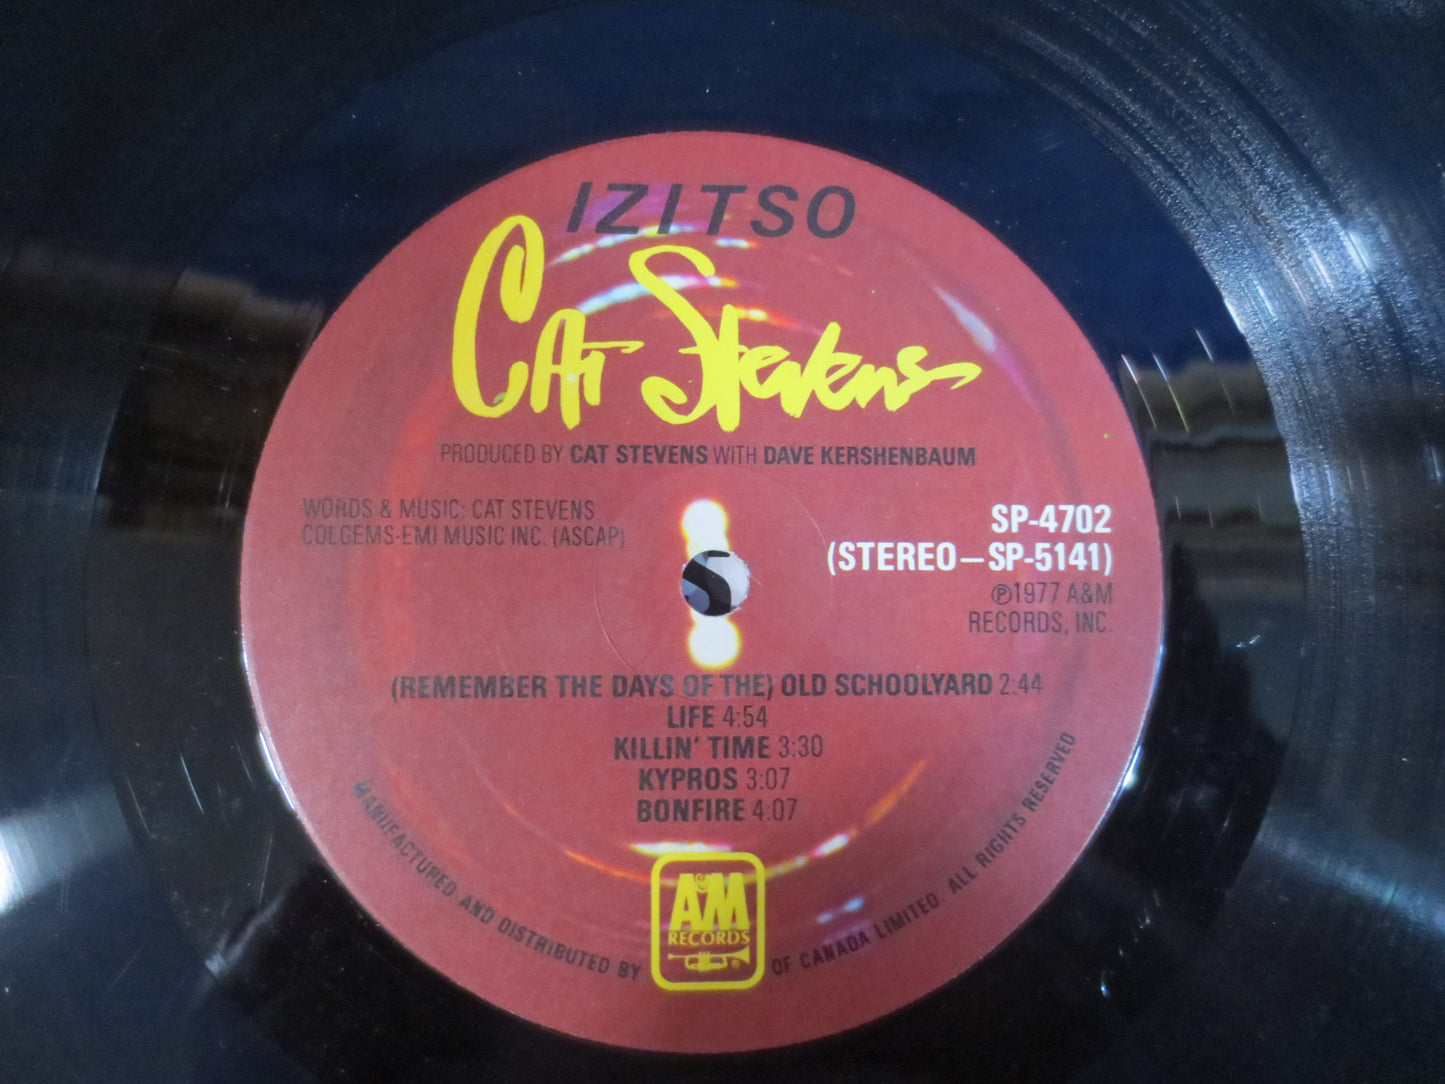 IZITSO
Cat Stevens
PRODUCED BY CAT STEVENS WITH DAVE KERSHENBAUM
WORDS & MUSIC: CAT STEVENS
COLGEMS-EMI MUSIC INC. (ASCAP)
SP-4702
(STEREO—SP-5141)
℗1977 A&M
RECORDS, INC.
S
(REMEMBER THE DAYS OF THE) OLD SCHOOLYARD 2:44
LIFE 4:54
KILLIN' TIME 3:30
KYPROS 3:07
BONFIRE 4:07
A&M
RECORDS
®
MANUFACTURED AND DISTRIBUTED BY A&M RECORDS OF CANADA LIMITED. ALL RIGHTS RESERVED